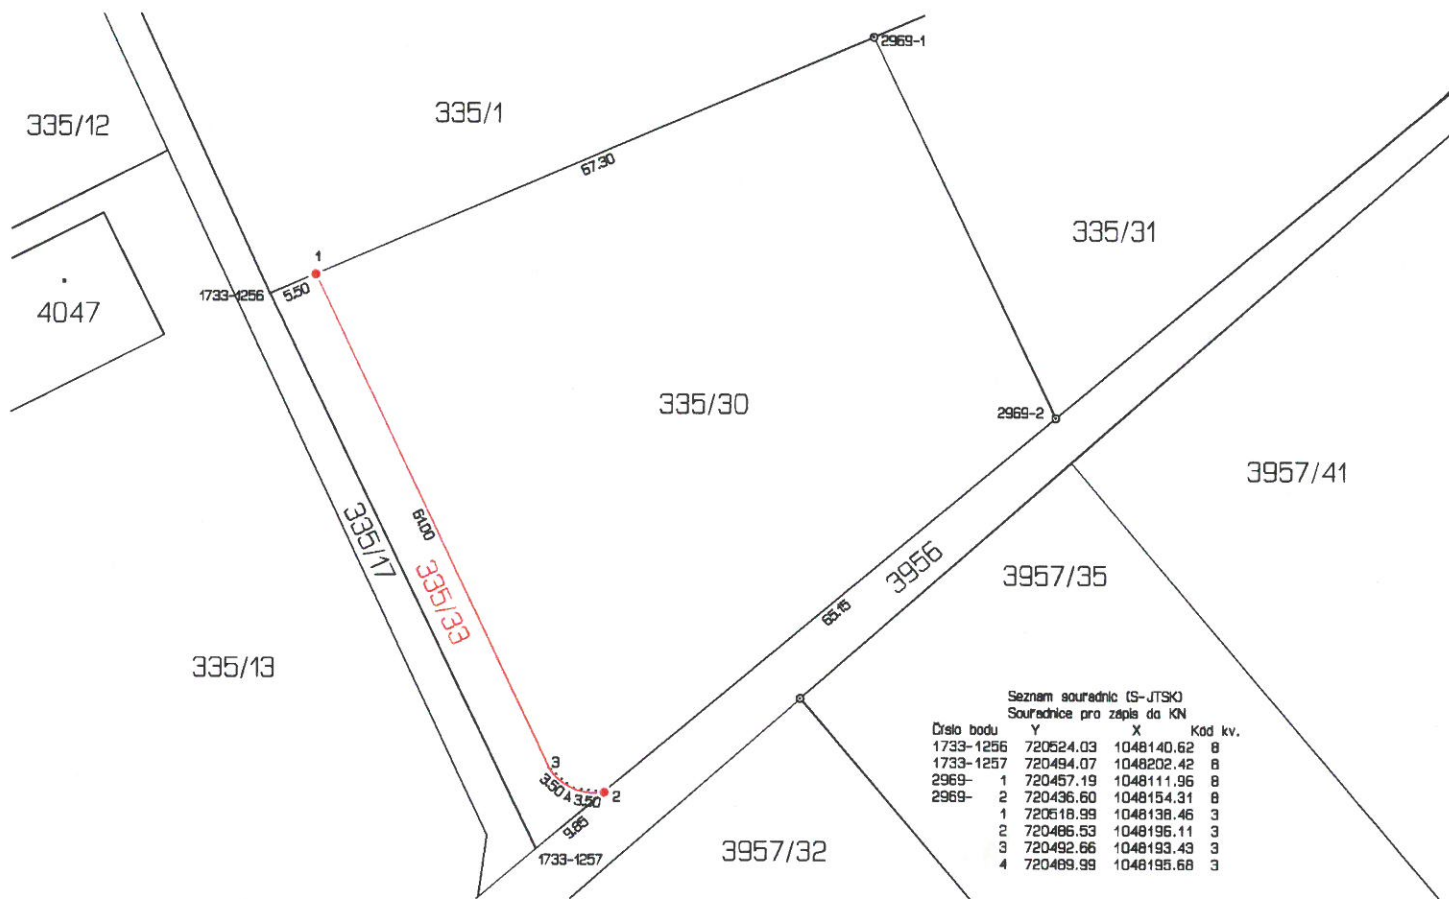 2969-1
335/1
335/12
67.30
335/31
1
1733-1256
5.50
4047
335/30
2969-2
3957/41
61.00
335/17
3956
3957/35
335/33
65.15
335/13
3
3.50 4 3.50
2
9.85
1733-1257
3957/32
Seznam souřadnic (S-JTSK)
Souřadnice pro zápis do KN
Číslo bodu Y X Kód kv.
1733-1256 720524.03 1048140.62 8
1733-1257 720494.07 1048202.42 8
2969- 1 720457.19 1048111.96 8
2969- 2 720436.60 1048154.31 8
1 720518.99 1048138.46 3
2 720486.53 1048196.11 3
3 720492.66 1048193.43 3
4 720489.99 1048195.68 3